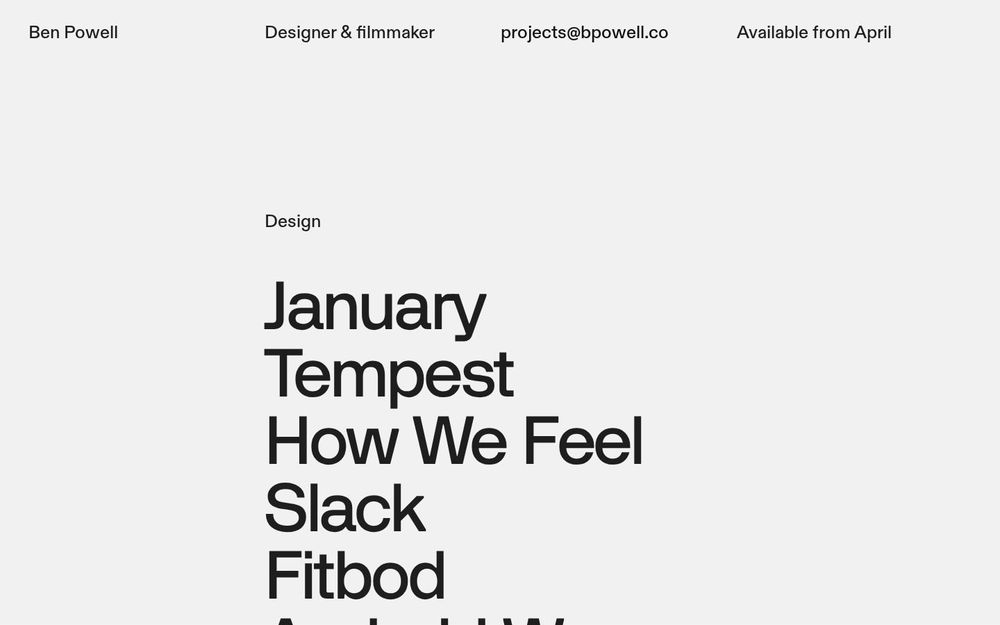 Ben Powell
Designer & filmmaker
projects@bpowell.co
Available from April
Design
January
Tempest
How We Feel
Slack
Fitbod